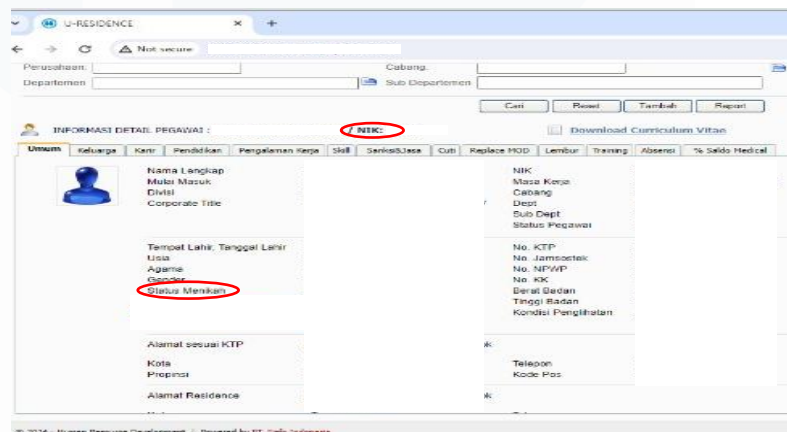 U-RESIDENCE
Not secure
Perusahaan: Cabang:
Departemen Sub Departemen
Cari Reset Tambah Report
INFORMASI DETAIL PEGAWAI : / NIK: Download Curriculum Vitae
Umum Keluarga Karir Pendidikan Pengalaman Kerja Skill Sanksi&Jasa Cuti Replace MOD Lembur Training Absensi % Saldo Medical
Nama Lengkap NIK
Mulai Masuk Masa Kerja
Divisi Cabang
Corporate Title Dept
Sub Dept
Status Pegawai
Tempat Lahir, Tanggal Lahir No. KTP
Usia No. Jamsostek
Agama No. NPWP
Gender No. KK
Status Menikah Berat Badan
Tinggi Badan
Kondisi Penglihatan
Alamat sesuai KTP
Kota Telepon
Propinsi Kode Pos
Alamat Residence